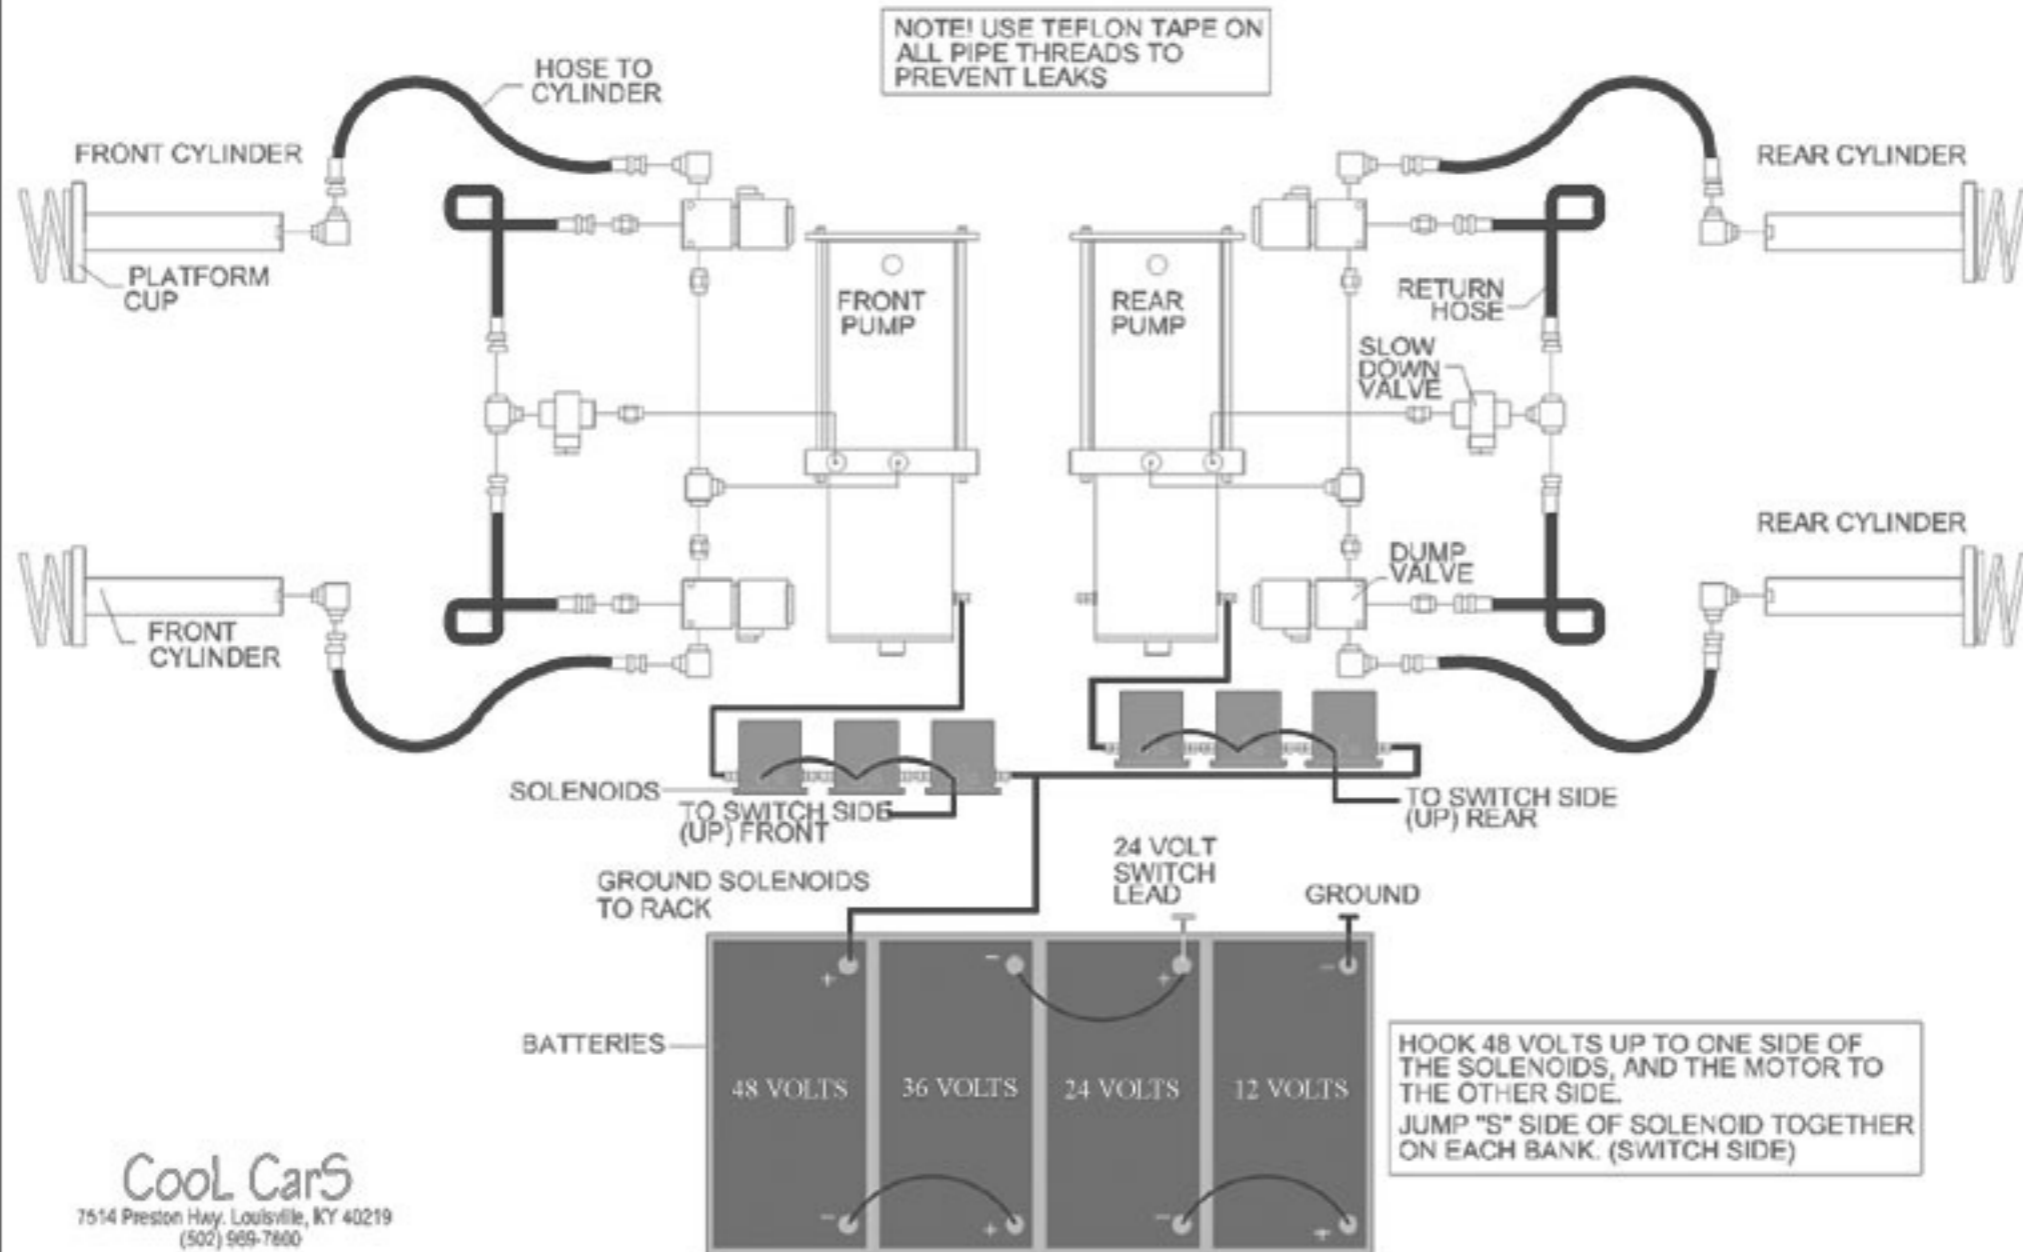 NOTE! USE TEFLON TAPE ON
ALL PIPE THREADS TO
PREVENT LEAKS
HOSE TO
CYLINDER
FRONT CYLINDER
REAR CYLINDER
PLATFORM
CUP
FRONT
PUMP
REAR
PUMP
RETURN
HOSE
SLOW
DOWN
VALVE
REAR CYLINDER
DUMP
VALVE
FRONT
CYLINDER
SOLENOIDS
TO SWITCH SIDE
(UP) FRONT
TO SWITCH SIDE
(UP) REAR
24 VOLT
SWITCH
LEAD
GROUND SOLENOIDS
TO RACK
GROUND
+
-
+
-
BATTERIES
48 VOLTS
36 VOLTS
24 VOLTS
12 VOLTS
-
+
-
+
HOOK 48 VOLTS UP TO ONE SIDE OF
THE SOLENOIDS, AND THE MOTOR TO
THE OTHER SIDE.
JUMP "S" SIDE OF SOLENOID TOGETHER
ON EACH BANK. (SWITCH SIDE)
CooL CarS
7514 Preston Hwy. Louisville, KY 40219
(502) 969-7600